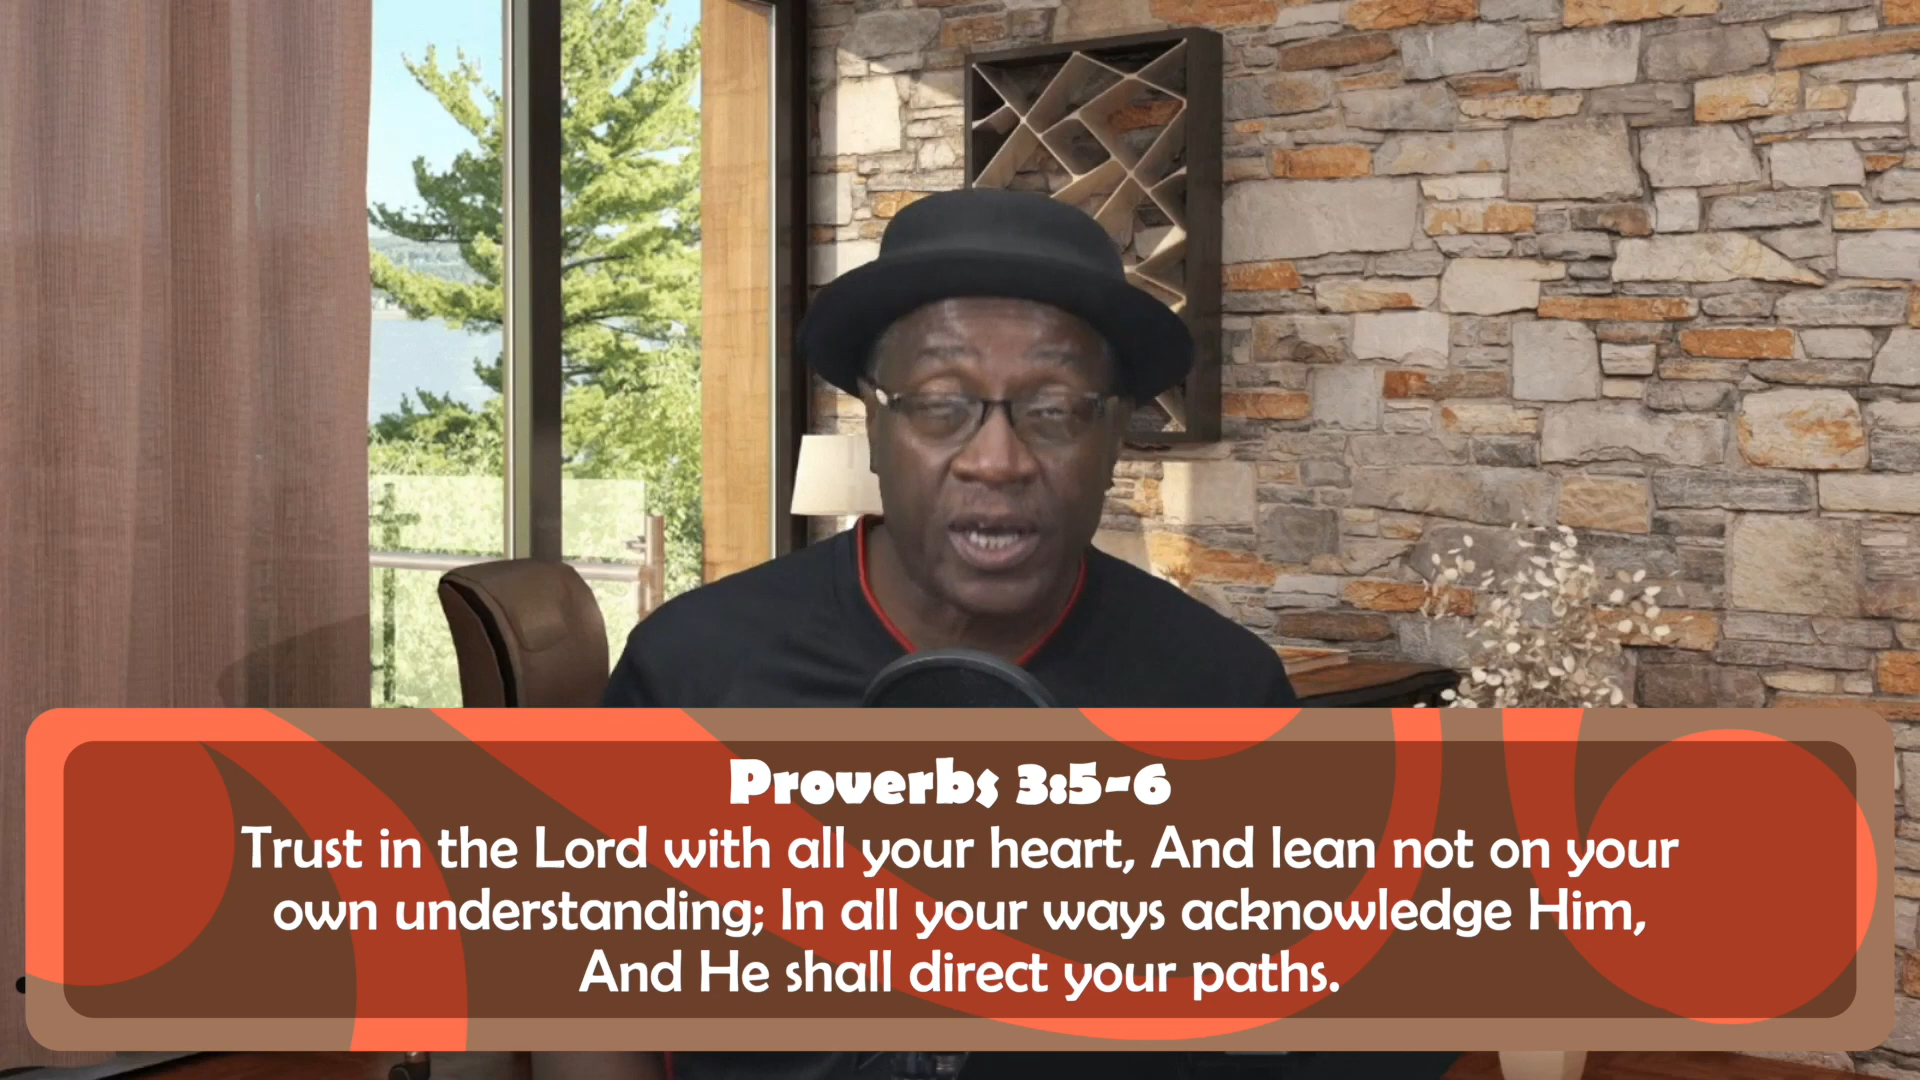 Proverbs 3:5-6
Trust in the Lord with all your heart, And lean not on your
own understanding; In all your ways acknowledge Him,
And He shall direct your paths.